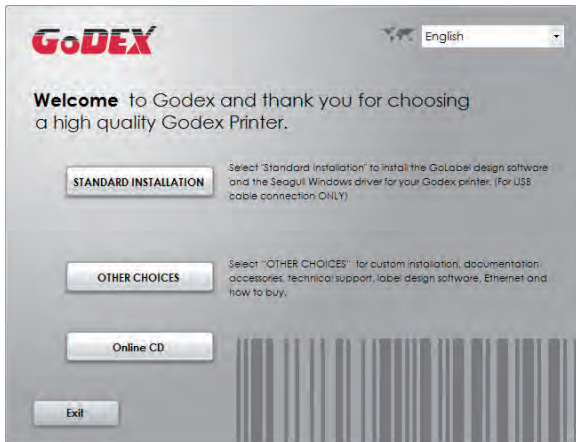 GoDEX
English
Welcome to Godex and thank you for choosing
a high quality Godex Printer.
STANDARD INSTALLATION
Select "Standard Installation" to install the GoLabel design software
and the Seagull Windows driver for your Godex printer. (For USB
cable connection ONLY)
OTHER CHOICES
Select "OTHER CHOICES" for custom installation, documentation
accessories, technical support, label design software, Ethernet and
how to buy.
Online CD
Exit